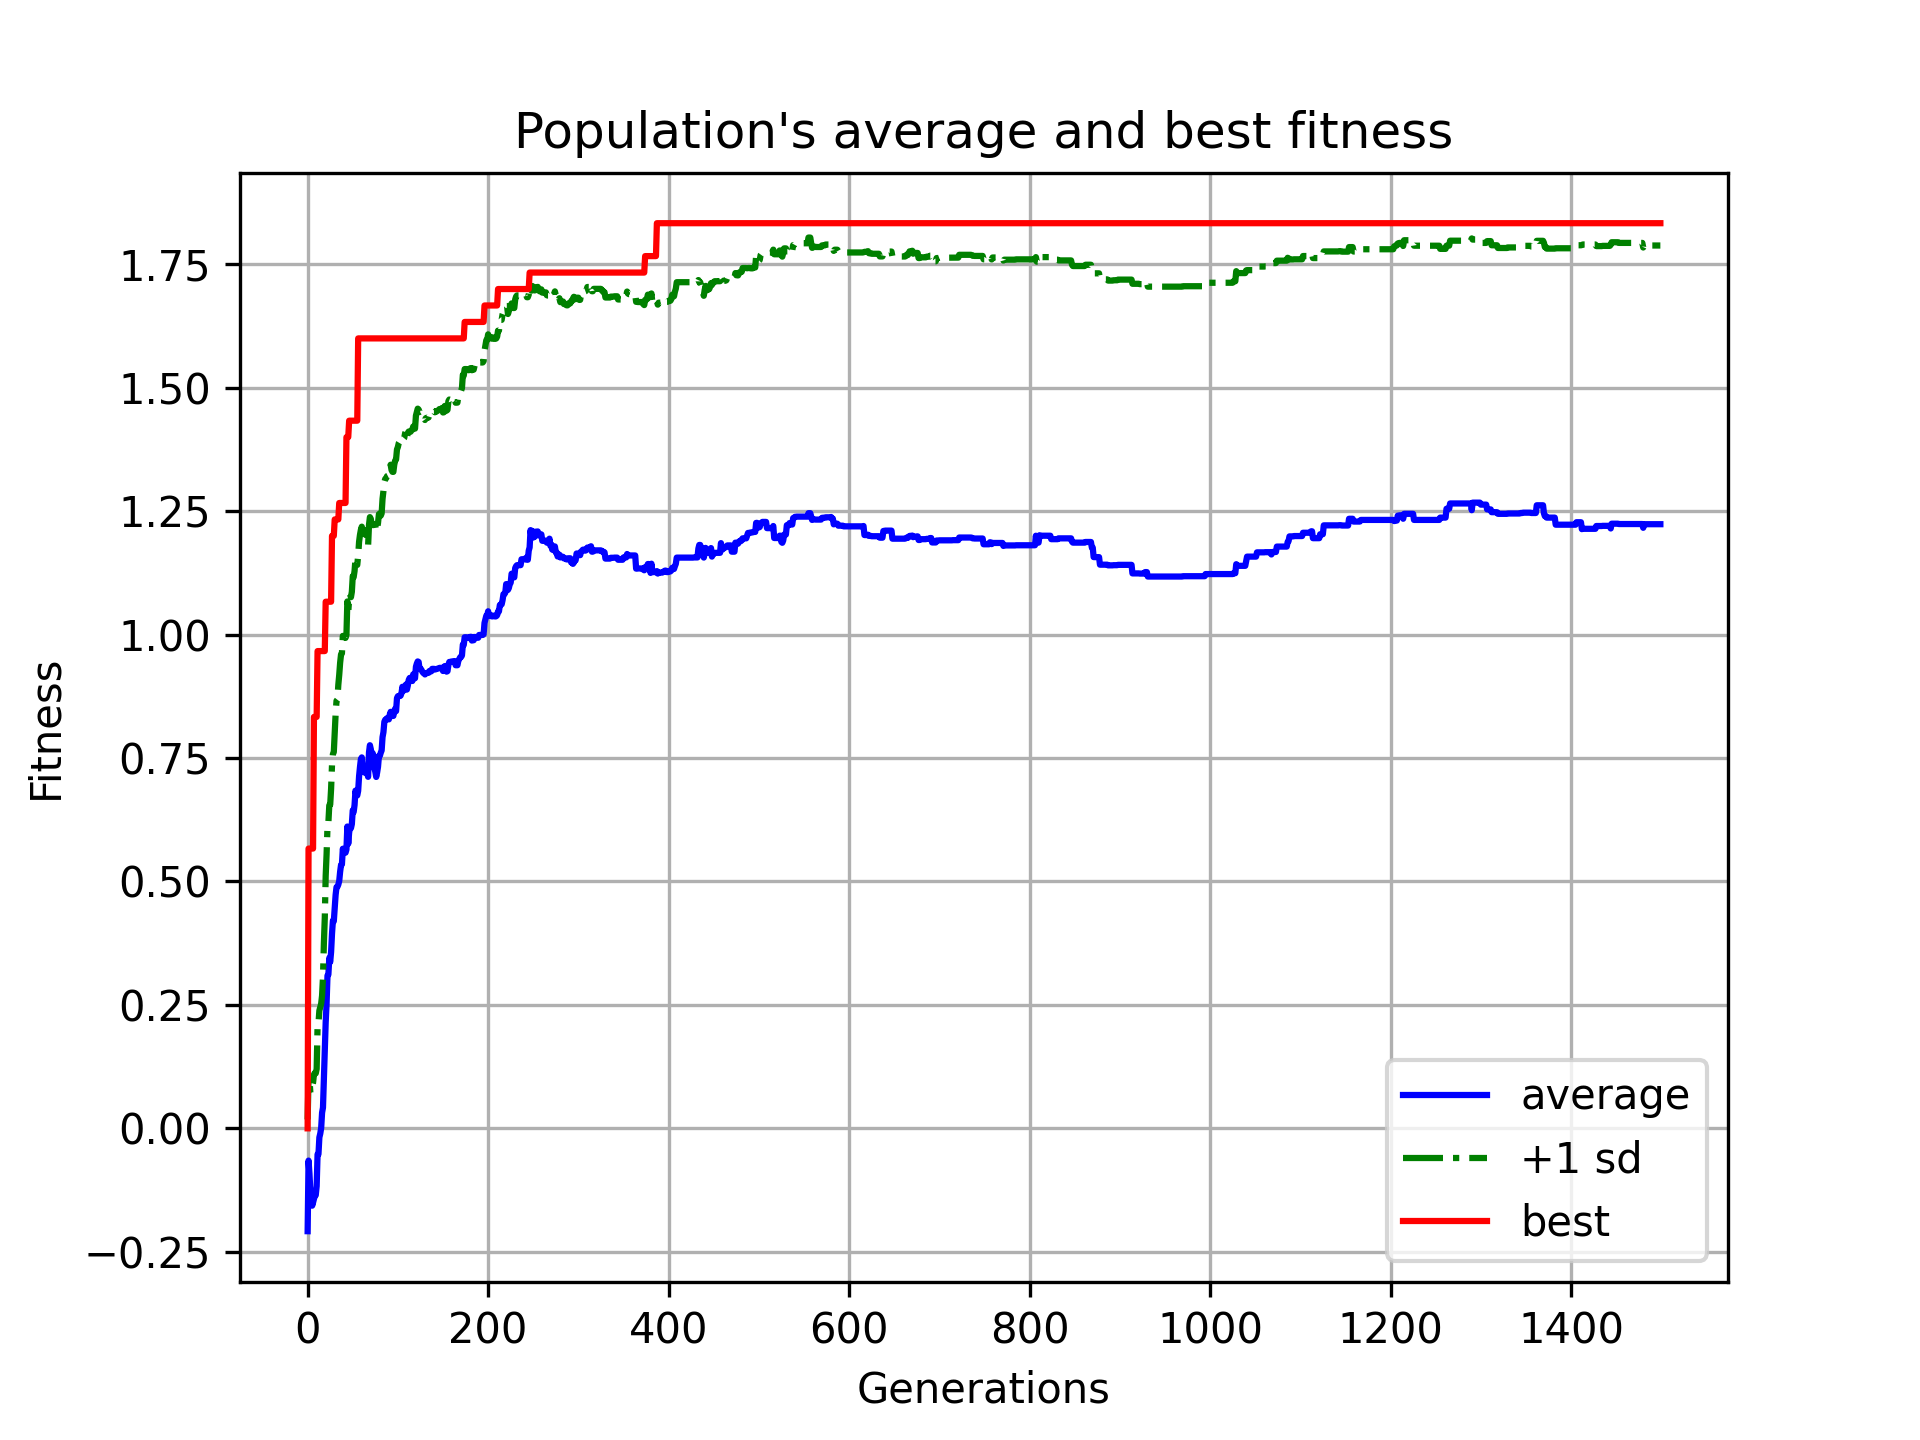 Population's average and best fitness
Fitness
1.75
1.50
1.25
1.00
0.75
0.50
0.25
0.00
−0.25
0 200 400 600 800 1000 1200 1400
Generations
average
+1 sd
best